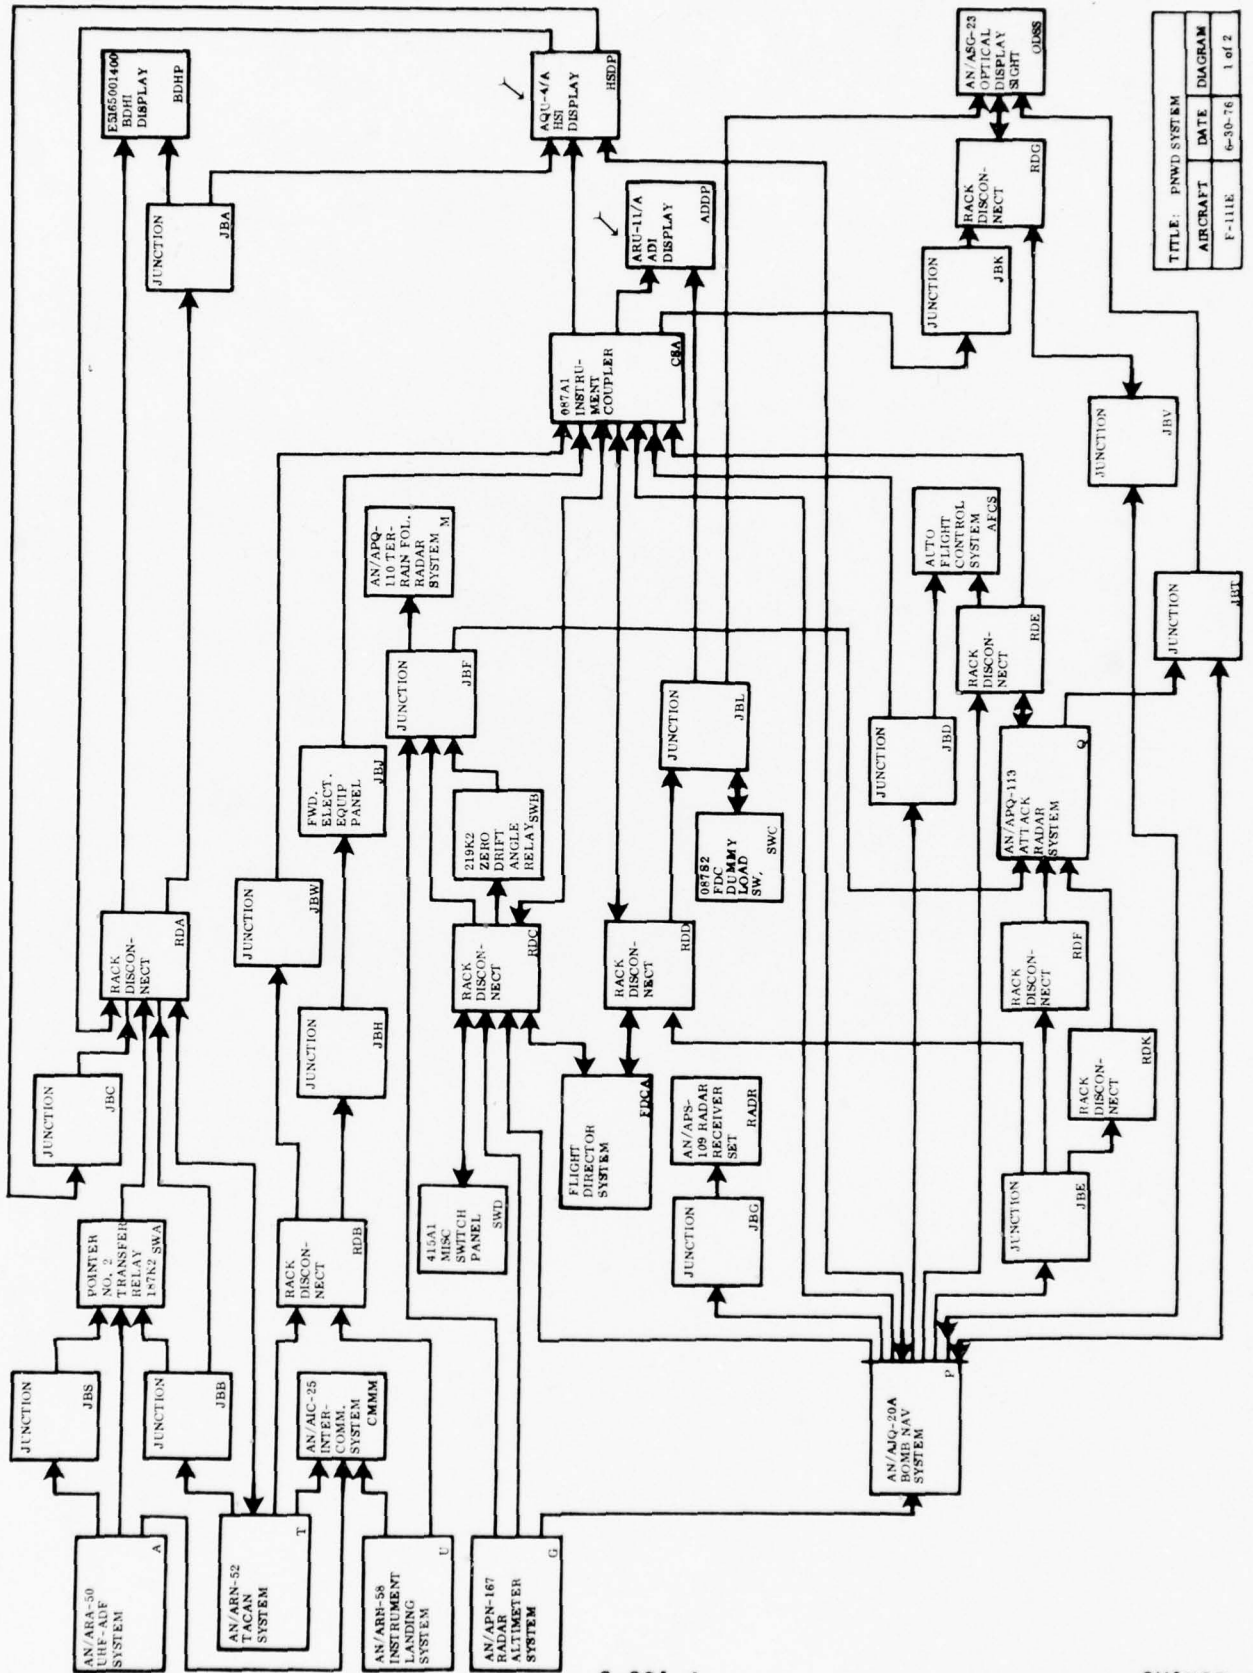 AN/ARA-50
UHF-ADF
SYSTEM
A
AN/ARN-52
TACAN
SYSTEM
T
AN/ARN-58
INSTRUMENT
LANDING
SYSTEM
U
AN/APN-167
RADAR
ALTIMETER
SYSTEM
G
JUNCTION
JBS
JUNCTION
JBB
AN/AIC-25
INTER-
COMM.
SYSTEM
CMMM
AN/AJQ-20A
BOMB NAV
SYSTEM
P
POINTER
NO. 2
TRANSFER
RELAY
187K2 SWA
RACK
DISCON-
NECT
RDB
415A1
MISC
SWITCH
PANEL
SWD
FLIGHT
DIRECTOR
SYSTEM
FDCA
JUNCTION
JBG
AN/APS-
109 RADAR
RECEIVER
SET
RADR
JUNCTION
JBE
JUNCTION
JBC
JUNCTION
JBH
RACK
DISCON-
NECT
RDK
RACK
DISCON-
NECT
RDA
JUNCTION
JBW
RACK
DISCON-
NECT
RDC
RACK
DISCON-
NECT
RDD
RACK
DISCON-
NECT
RDF
FWD.
ELECT.
EQUIP
PANEL
JBJ
219K2
ZERO
DRIFT
ANGLE
RELAY SWB
087S2
FDC
DUMMY
LOAD
SW.
SWC
AN/APQ-113
ATTACK
RADAR
SYSTEM
Q
JUNCTION
JBF
JUNCTION
JBL
JUNCTION
JBD
RACK
DISCON-
NECT
RDE
JUNCTION
JBT
AN/APQ-
110 TER-
RAIN FOL.
RADAR
SYSTEM M
AUTO
FLIGHT
CONTROL
SYSTEM
AFCS
087A1
INSTRU-
MENT
COUPLER
CSA
JUNCTION
JBV
JUNCTION
JBA
ARU-11/A
ADI
DISPLAY
ADDP
JUNCTION
JBK
RACK
DISCON-
NECT
RDG
E5165001400
BDHI
DISPLAY
BDHP
AQU-4/A
HSI
DISPLAY
HSDP
AN/ASG-23
OPTICAL
DISPLAY
SIGHT
ODSS
TITLE: PNWD SYSTEM
AIRCRAFT DATE DIAGRAM
F-111E 6-30-76 1 of 2